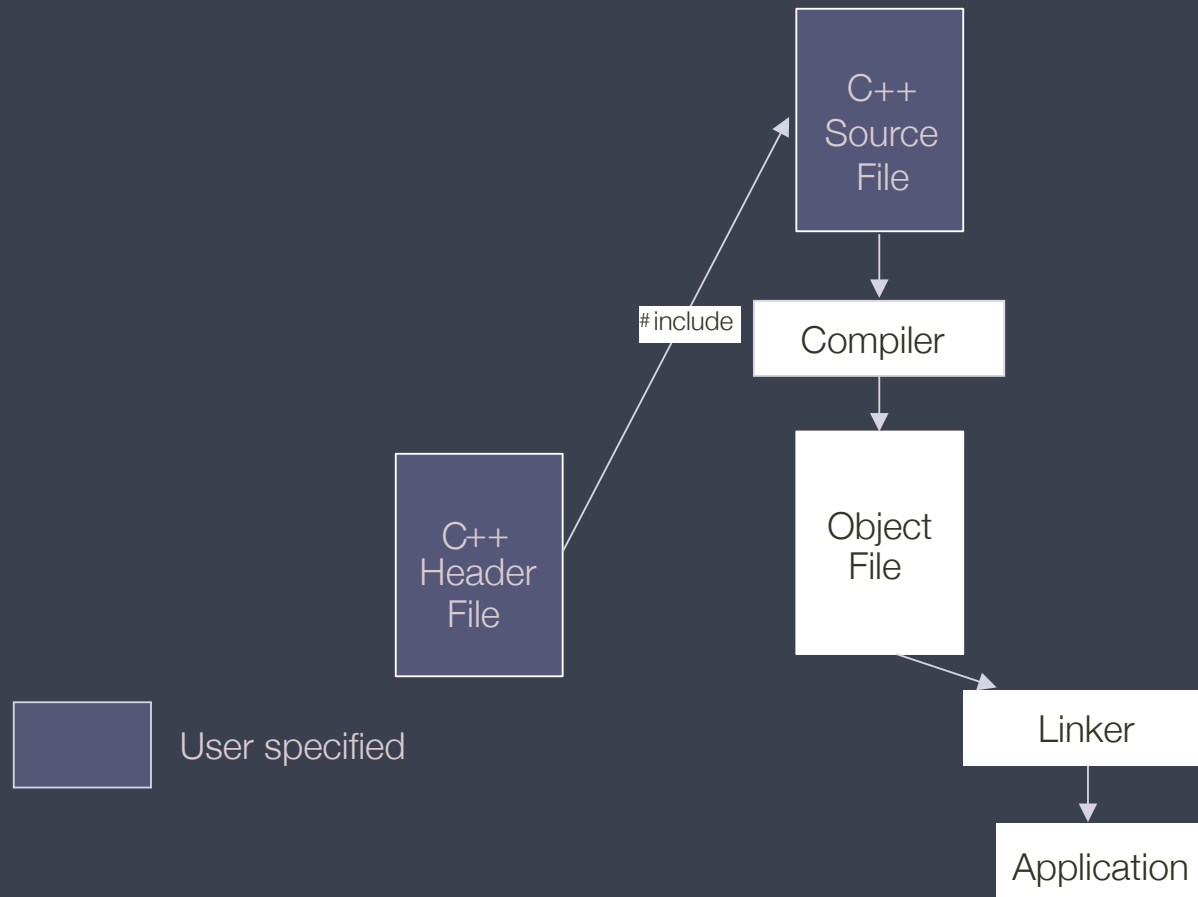 C++
Source
File
#include
Compiler
C++
Header
File
Object
File
User specified
Linker
Application